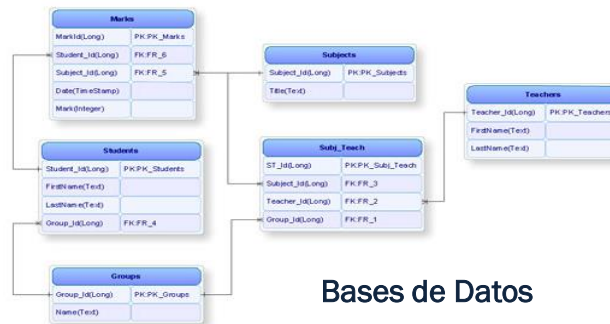 Marks
MarkId(Long) PK:PK_Marks
Student_Id(Long) FK:FR_6
Subject_Id(Long) FK:FR_5
Date(TimeStamp)
Mark(Integer)
Subjects
Subject_Id(Long) PK:PK_Subjects
Title(Text)
Teachers
Teacher_Id(Long) PK:PK_Teachers
FirstName(Text)
LastName(Text)
Students
Student_Id(Long) PK:PK_Students
FirstName(Text)
LastName(Text)
Group_Id(Long) FK:FR_4
Subj_Teach
ST_Id(Long) PK:PK_Subj_Teach
Subject_Id(Long) FK:FR_3
Teacher_Id(Long) FK:FR_2
Group_Id(Long) FK:FR_1
Groups
Group_Id(Long) PK:PK_Groups
Name(Text)
Bases de Datos